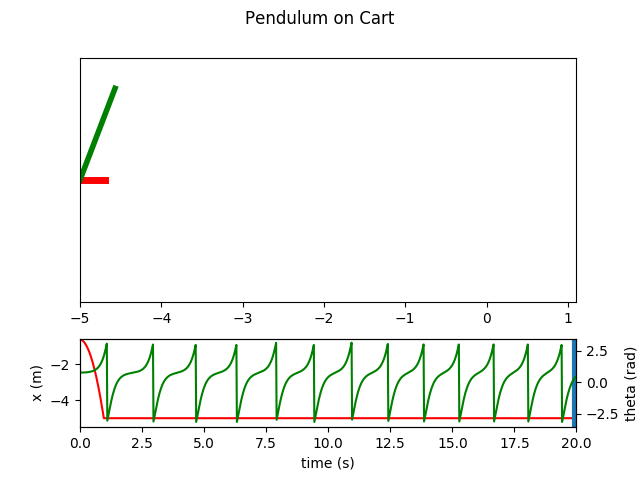 Pendulum on Cart
−5 −4 −3 −2 −1 0 1
−2
−4
x (m)
2.5
0.0
−2.5
theta (rad)
0.0 2.5 5.0 7.5 10.0 12.5 15.0 17.5 20.0
time (s)